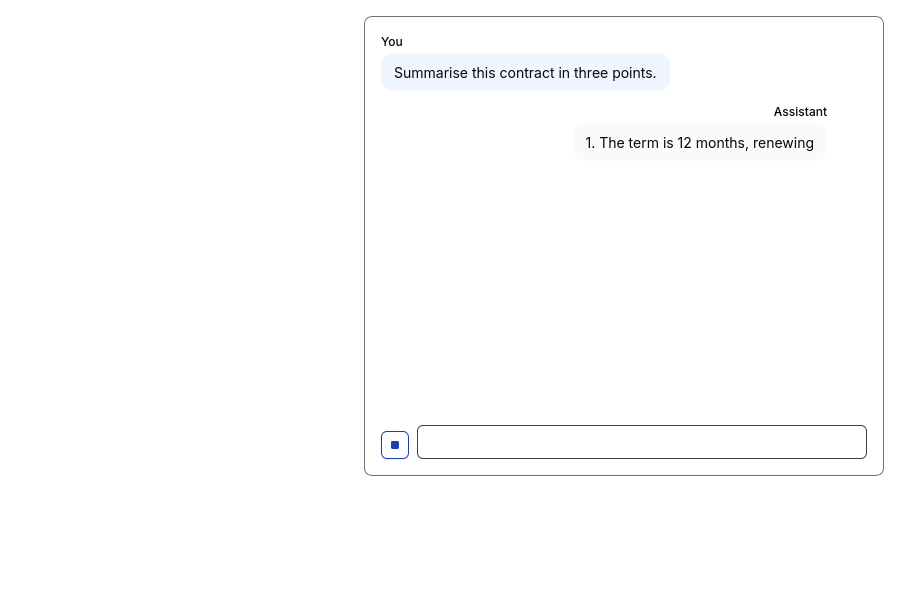 You
Summarise this contract in three points.
Assistant
1. The term is 12 months, renewing